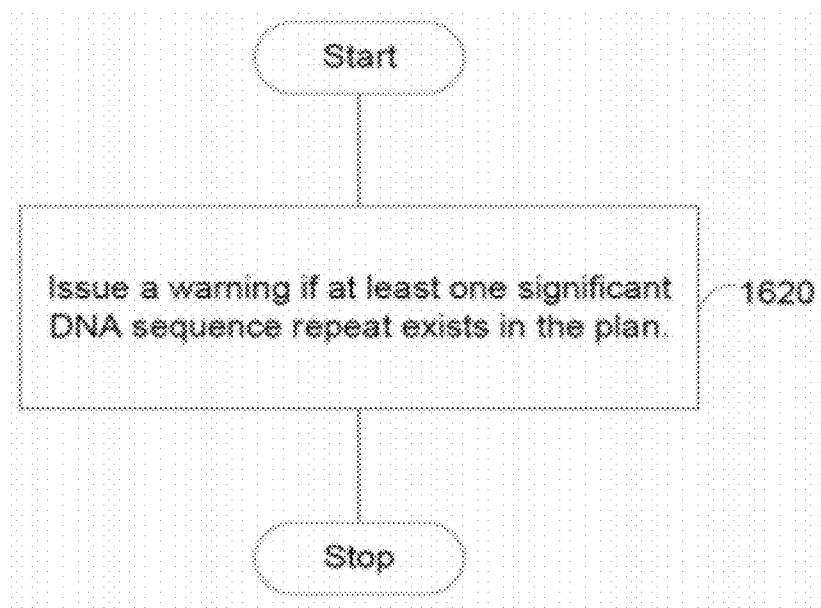 Start
Issue a warning if at least one significant
DNA sequence repeat exists in the plan.
1620
Stop